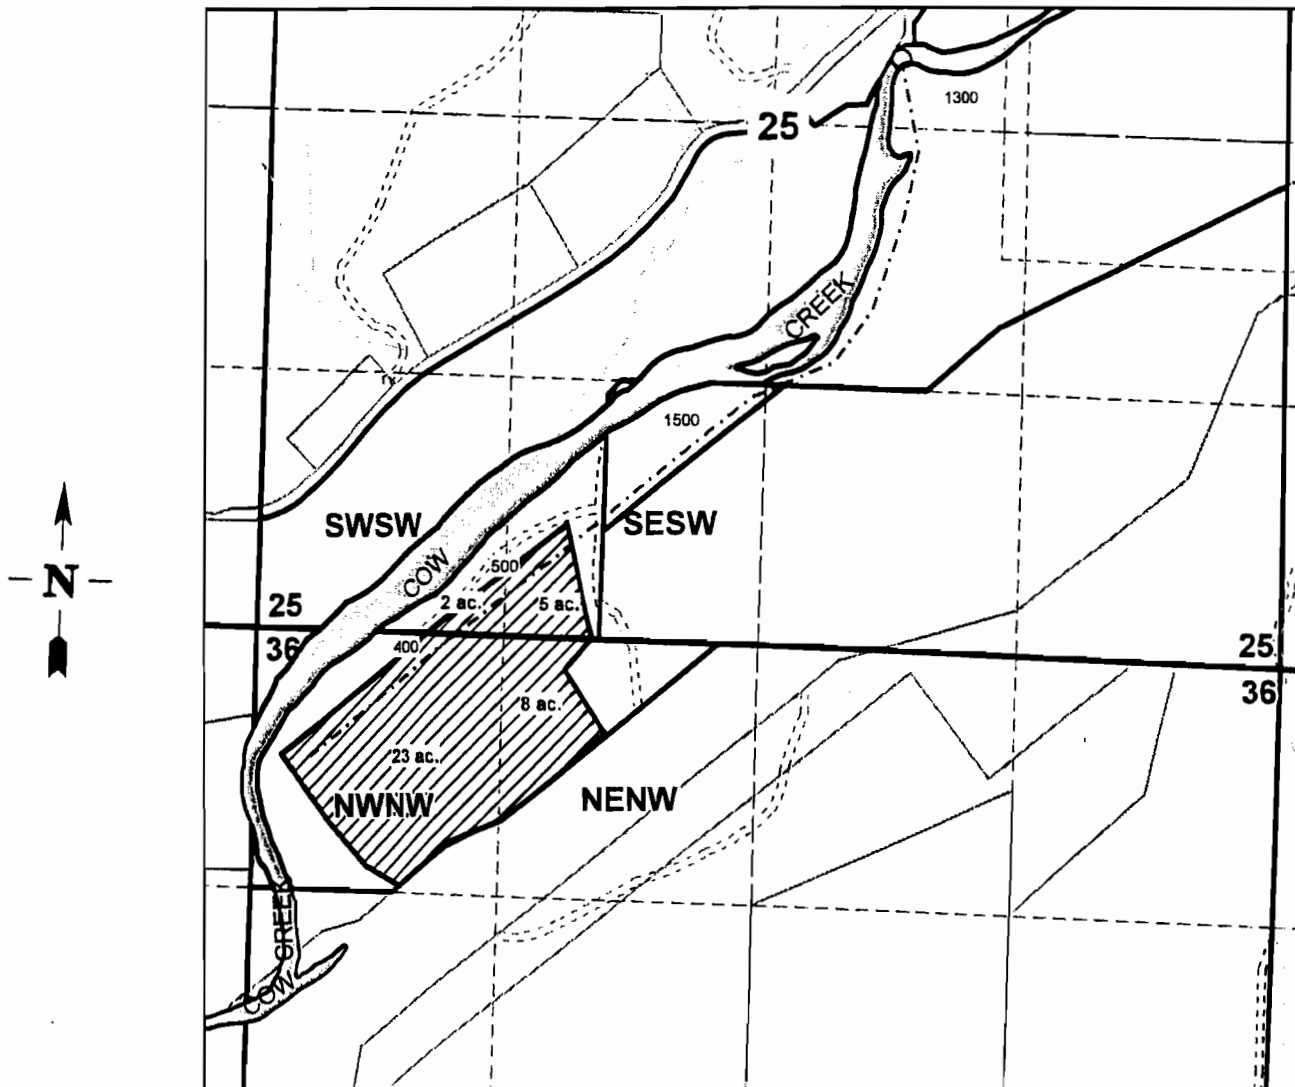 1300
25
CREEK
1500
SWSW
SESW
COW
500
N
25
2 ac.
5 ac.
36
400
25
36
8 ac.
23 ac.
NWNW
NENW
CREEK
COW